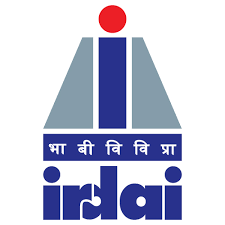 भा बी वि वि प्रा
irdai